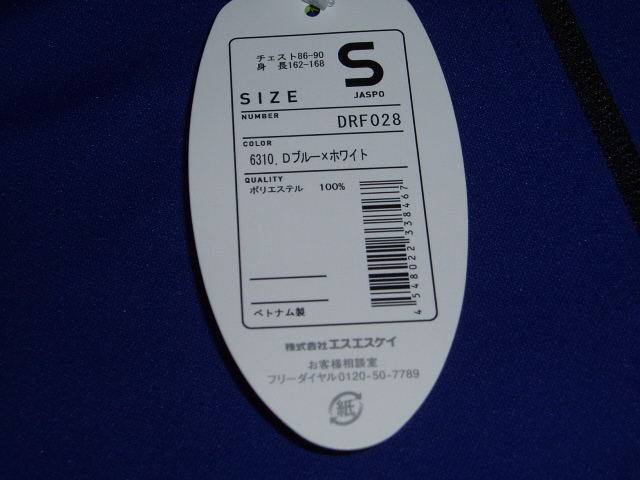 チェスト86-90
身 長162-168
S
SIZE
JASPO
NUMBER
DRF028
COLOR
6310. Dブルー×ホワイト
QUALITY
ポリエステル 100%
4548022338467
ベトナム製
株式会社エスエスケイ
お客様相談室
フリーダイヤル0120-50-7789
紙